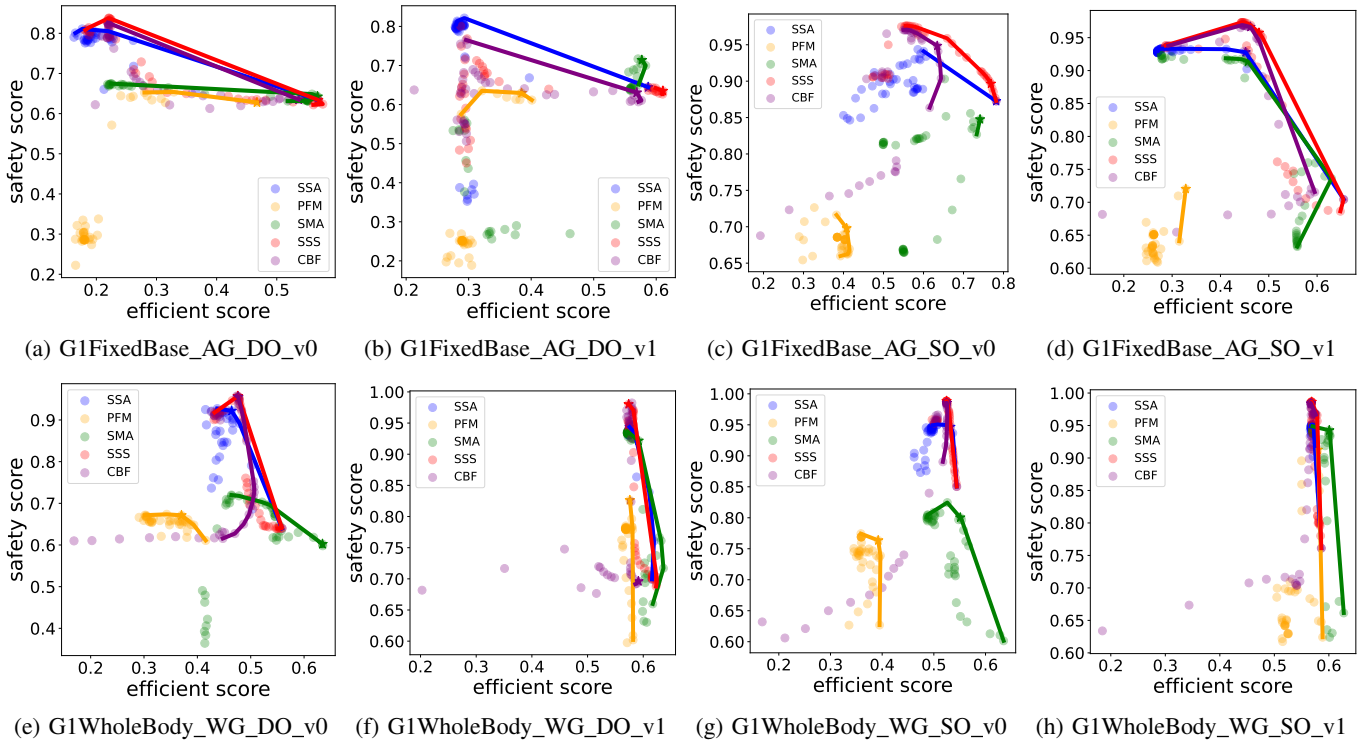 safety score
0.8
0.7
0.6
0.5
0.4
0.3
0.2
0.2 0.3 0.4 0.5
efficient score
SSA
PFM
SMA
SSS
CBF
(a) G1FixedBase_AG_DO_v0
safety score
0.8
0.7
0.6
0.5
0.4
0.3
0.2
0.2 0.3 0.4 0.5 0.6
efficient score
SSA
PFM
SMA
SSS
CBF
(b) G1FixedBase_AG_DO_v1
safety score
0.95
0.90
0.85
0.80
0.75
0.70
0.65
0.2 0.3 0.4 0.5 0.6 0.7 0.8
efficient score
SSA
PFM
SMA
SSS
CBF
(c) G1FixedBase_AG_SO_v0
safety score
0.95
0.90
0.85
0.80
0.75
0.70
0.65
0.60
0.2 0.3 0.4 0.5 0.6
efficient score
SSA
PFM
SMA
SSS
CBF
(d) G1FixedBase_AG_SO_v1
safety score
0.9
0.8
0.7
0.6
0.5
0.4
0.2 0.3 0.4 0.5 0.6
efficient score
SSA
PFM
SMA
SSS
CBF
(e) G1WholeBody_WG_DO_v0
safety score
1.00
0.95
0.90
0.85
0.80
0.75
0.70
0.65
0.60
0.2 0.3 0.4 0.5 0.6
efficient score
SSA
PFM
SMA
SSS
CBF
(f) G1WholeBody_WG_DO_v1
safety score
1.00
0.95
0.90
0.85
0.80
0.75
0.70
0.65
0.60
0.2 0.3 0.4 0.5 0.6
efficient score
SSA
PFM
SMA
SSS
CBF
(g) G1WholeBody_WG_SO_v0
safety score
1.00
0.95
0.90
0.85
0.80
0.75
0.70
0.65
0.60
0.2 0.3 0.4 0.5 0.6
efficient score
SSA
PFM
SMA
SSS
CBF
(h) G1WholeBody_WG_SO_v1